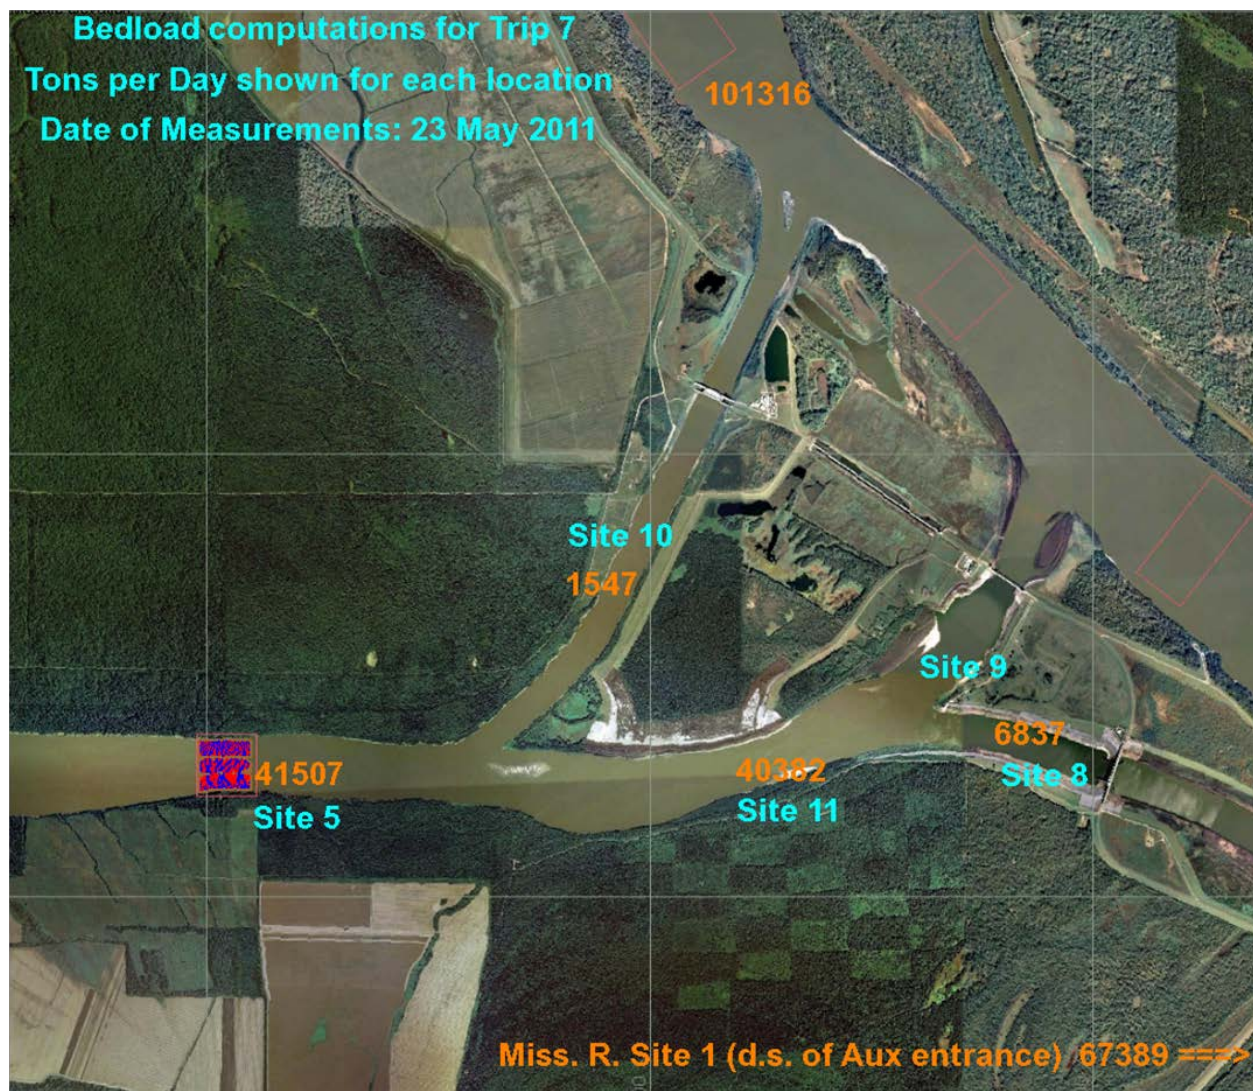 Bedload computations for Trip 7
Tons per Day shown for each location
Date of Measurements: 23 May 2011
101316
Site 10
1547
Site 9
6837
Site 8
41507
40382
Site 5
Site 11
Miss. R. Site 1 (d.s. of Aux entrance) 67389 ===>